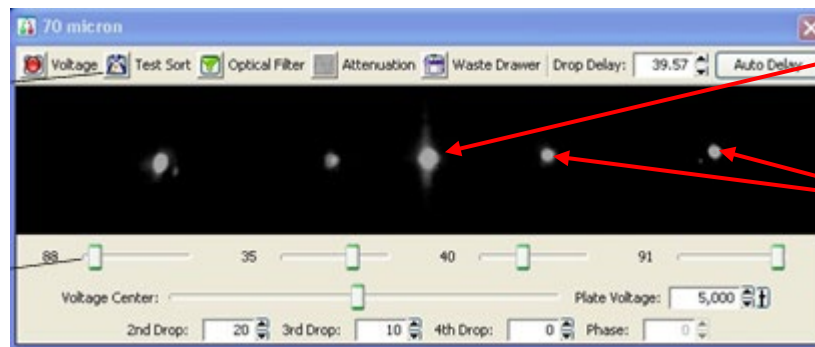 70 micron
Voltage Test Sort Optical Filter Attenuation Waste Drawer Drop Delay: 39.57 Auto Delay
88 35 40 91
Voltage Center: Plate Voltage: 5,000
2nd Drop: 20 3rd Drop: 10 4th Drop: 0 Phase: 0